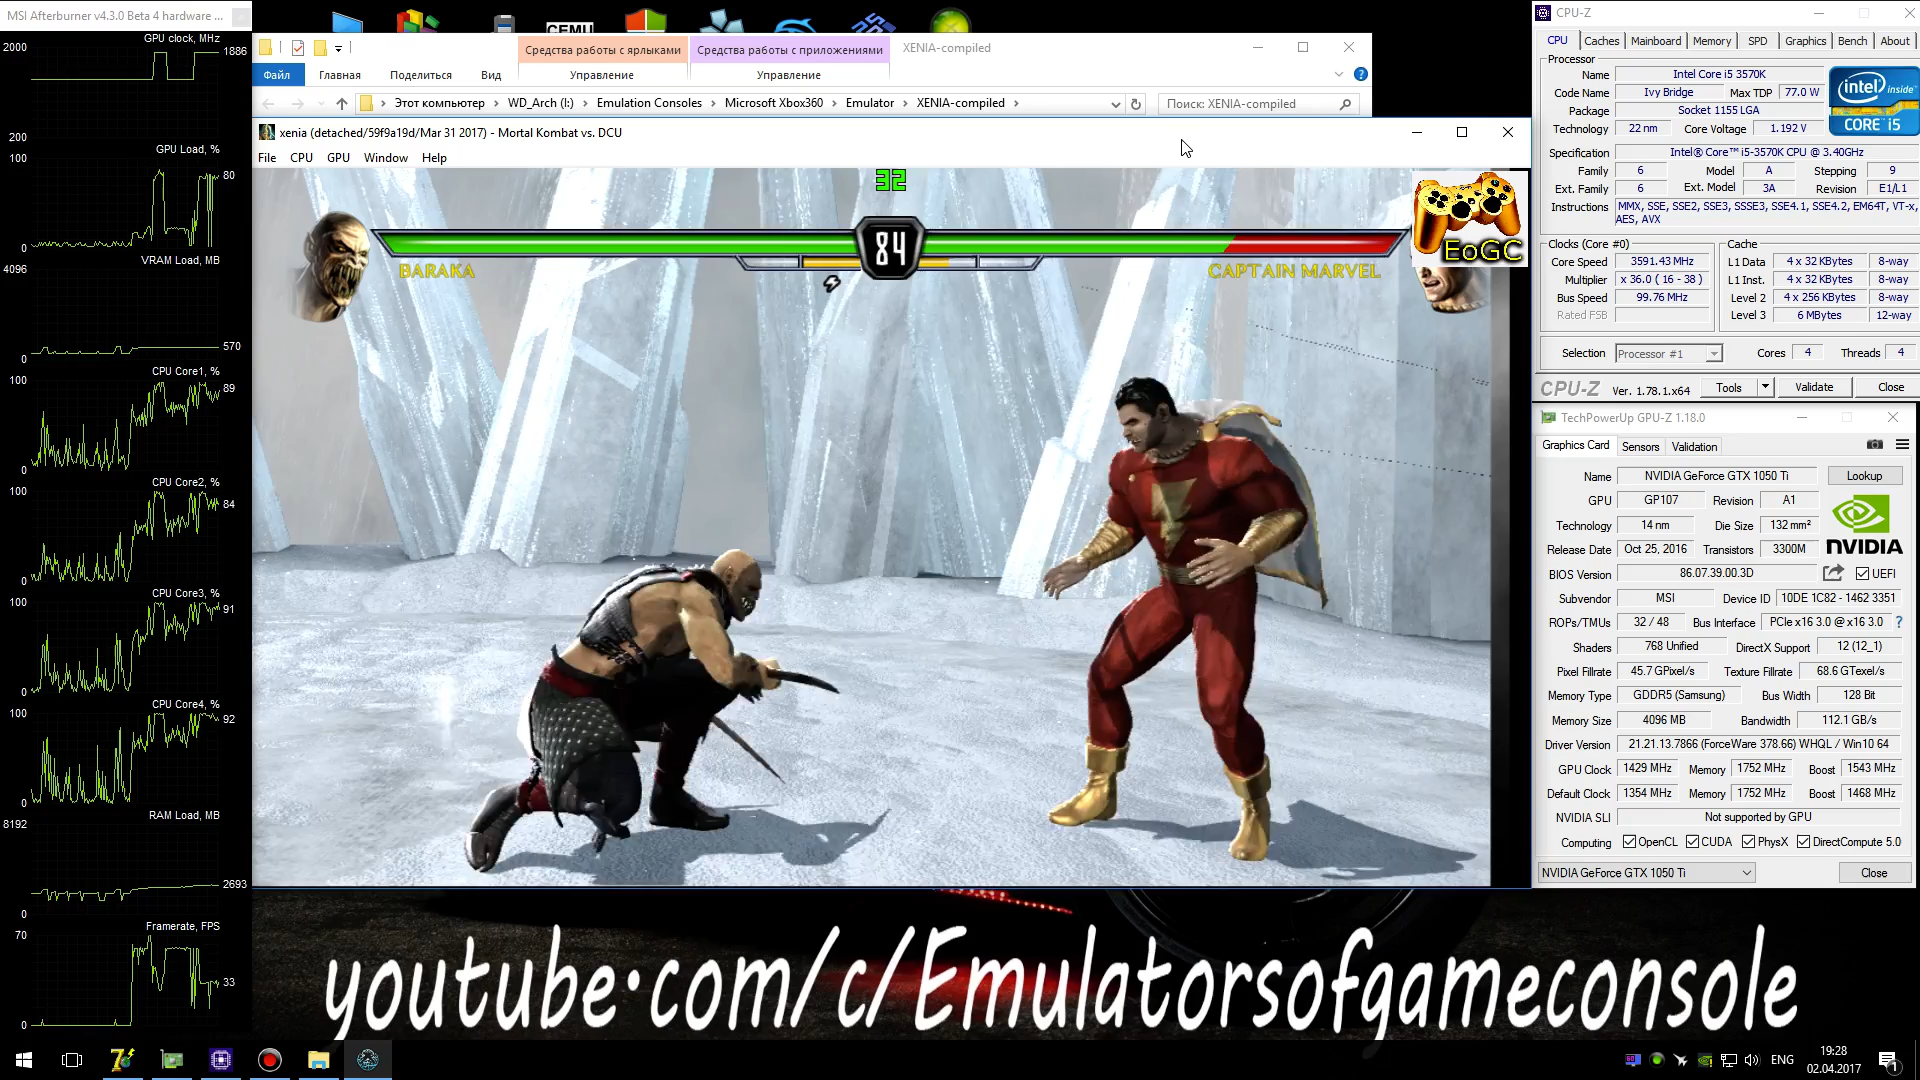 MSI Afterburner v4.3.0 Beta 4 hardware ...
GPU clock, MHz
2000
1886
200
GPU Load, %
100
80
0
VRAM Load, MB
4096
570
0
CPU Core1, %
100
89
0
CPU Core2, %
100
84
0
CPU Core3, %
100
91
0
CPU Core4, %
100
92
0
RAM Load, MB
8192
2693
0
Framerate, FPS
70
33
0
CEMU
Средства работы с ярлыками
Средства работы с приложениями
XENIA-compiled
Файл
Главная
Поделиться
Вид
Управление
Управление
Этот компьютер
WD_Arch (I:)
Emulation Consoles
Microsoft Xbox360
Emulator
XENIA-compiled
Поиск: XENIA-compiled
xenia (detached/59f9a19d/Mar 31 2017) - Mortal Kombat vs. DCU
File CPU GPU Window Help
32
84
BARAKA
CAPTAIN MARVEL
EoGC
CPU-Z
CPU Caches Mainboard Memory SPD Graphics Bench About
Processor
Name Intel Core i5 3570K
Code Name Ivy Bridge Max TDP 77.0 W
Package Socket 1155 LGA
Technology 22 nm Core Voltage 1.192 V
intel inside
CORE i5
Specification Intel® Core™ i5-3570K CPU @ 3.40GHz
Family 6 Model A Stepping 9
Ext. Family 6 Ext. Model 3A Revision E1/L1
Instructions MMX, SSE, SSE2, SSE3, SSSE3, SSE4.1, SSE4.2, EM64T, VT-x,
AES, AVX
Clocks (Core #0)
Core Speed 3591.43 MHz
Multiplier x 36.0 ( 16 - 38 )
Bus Speed 99.76 MHz
Rated FSB
Cache
L1 Data 4 x 32 KBytes 8-way
L1 Inst. 4 x 32 KBytes 8-way
Level 2 4 x 256 KBytes 8-way
Level 3 6 MBytes 12-way
Selection Processor #1 Cores 4 Threads 4
CPU-Z Ver. 1.78.1.x64 Tools Validate Close
TechPowerUp GPU-Z 1.18.0
Graphics Card Sensors Validation
Name NVIDIA GeForce GTX 1050 Ti Lookup
GPU GP107 Revision A1
Technology 14 nm Die Size 132 mm²
Release Date Oct 25, 2016 Transistors 3300M
NVIDIA
BIOS Version 86.07.39.00.3D UEFI
Subvendor MSI Device ID 10DE 1C82 - 1462 3351
ROPs/TMUs 32 / 48 Bus Interface PCIe x16 3.0 @ x16 3.0 ?
Shaders 768 Unified DirectX Support 12 (12_1)
Pixel Fillrate 45.7 GPixel/s Texture Fillrate 68.6 GTexel/s
Memory Type GDDR5 (Samsung) Bus Width 128 Bit
Memory Size 4096 MB Bandwidth 112.1 GB/s
Driver Version 21.21.13.7866 (ForceWare 378.66) WHQL / Win10 64
GPU Clock 1429 MHz Memory 1752 MHz Boost 1543 MHz
Default Clock 1354 MHz Memory 1752 MHz Boost 1468 MHz
NVIDIA SLI Not supported by GPU
Computing OpenCL CUDA PhysX DirectCompute 5.0
NVIDIA GeForce GTX 1050 Ti Close
youtube.com/c/Emulatorsofgameconsole
ENG
19:28
02.04.2017
1